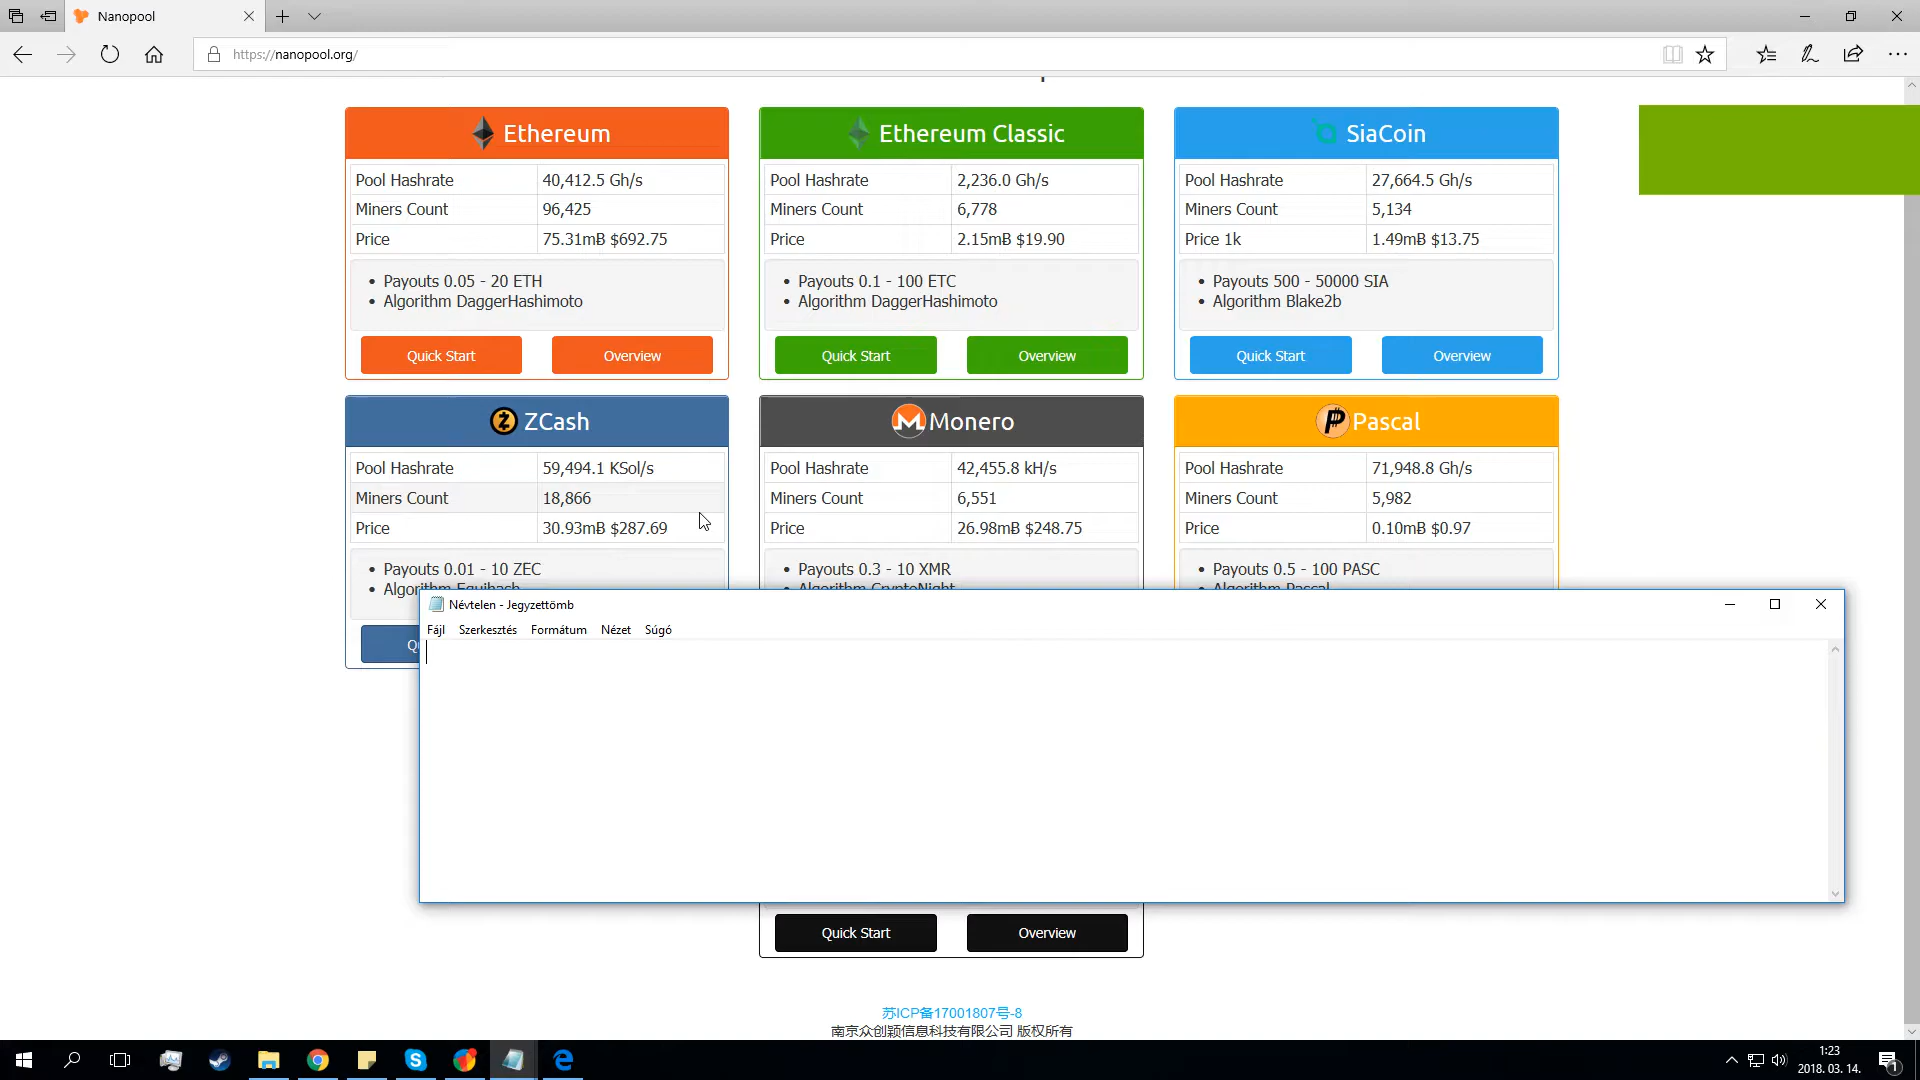 Nanopool
https://nanopool.org/
Ethereum
Pool Hashrate 40,412.5 Gh/s
Miners Count 96,425
Price 75.31mɃ $692.75
• Payouts 0.05 - 20 ETH
• Algorithm DaggerHashimoto
Quick Start Overview
Ethereum Classic
Pool Hashrate 2,236.0 Gh/s
Miners Count 6,778
Price 2.15mɃ $19.90
• Payouts 0.1 - 100 ETC
• Algorithm DaggerHashimoto
Quick Start Overview
SiaCoin
Pool Hashrate 27,664.5 Gh/s
Miners Count 5,134
Price 1k 1.49mɃ $13.75
• Payouts 500 - 50000 SIA
• Algorithm Blake2b
Quick Start Overview
ZCash
Pool Hashrate 59,494.1 KSol/s
Miners Count 18,866
Price 30.93mɃ $287.69
• Payouts 0.01 - 10 ZEC
• Algorithm Equihash
Monero
Pool Hashrate 42,455.8 kH/s
Miners Count 6,551
Price 26.98mɃ $248.75
• Payouts 0.3 - 10 XMR
• Algorithm CryptoNight
Pascal
Pool Hashrate 71,948.8 Gh/s
Miners Count 5,982
Price 0.10mɃ $0.97
• Payouts 0.5 - 100 PASC
• Algorithm Pascal
Névtelen - Jegyzettömb
Fájl Szerkesztés Formátum Nézet Súgó
Quick Start Overview
苏ICP备17001807号-8
南京众创颖信息科技有限公司 版权所有
1:23
2018. 03. 14.
1